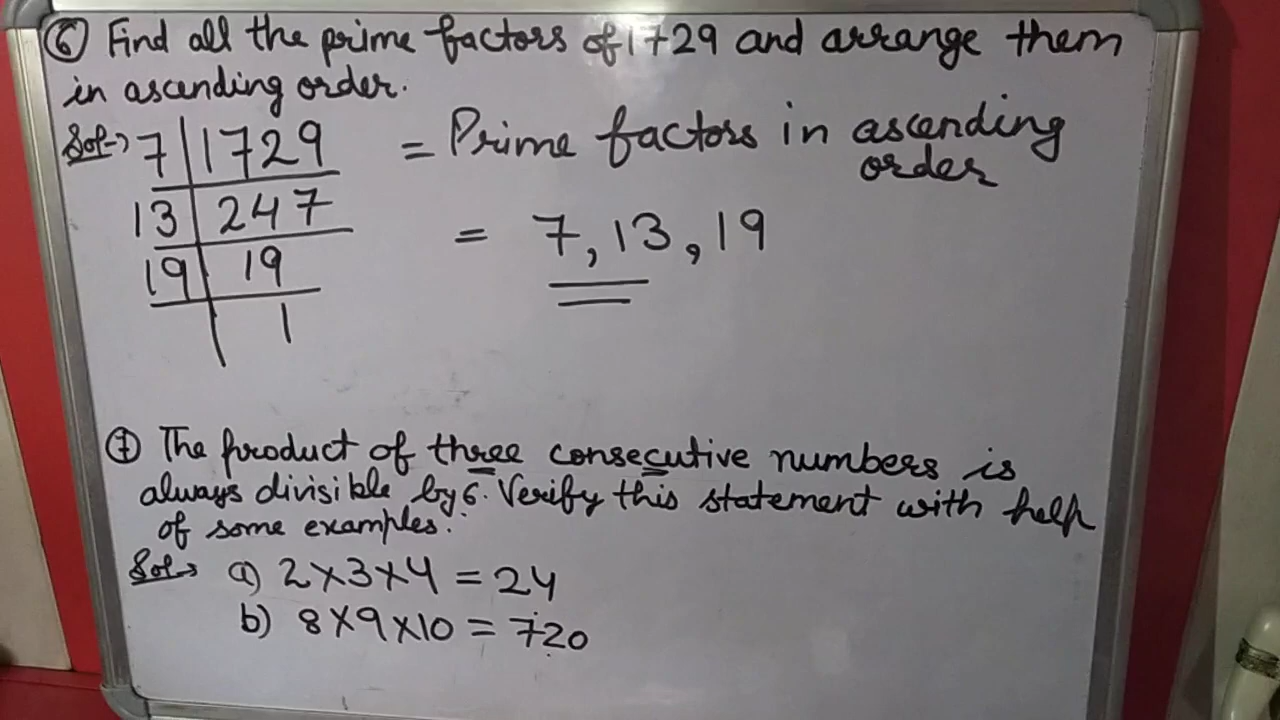 ⑥ Find all the prime factors of 1729 and arrange them
in ascending order.
Sol→ 7 | 1729 = Prime factors in ascending
order
13 | 247 = 7, 13, 19
19 | 19
| 1
⑦ The product of three consecutive numbers is
always divisible by 6. Verify this statement with help
of some examples.
Sol→ a) 2×3×4 = 24
b) 8×9×10 = 720